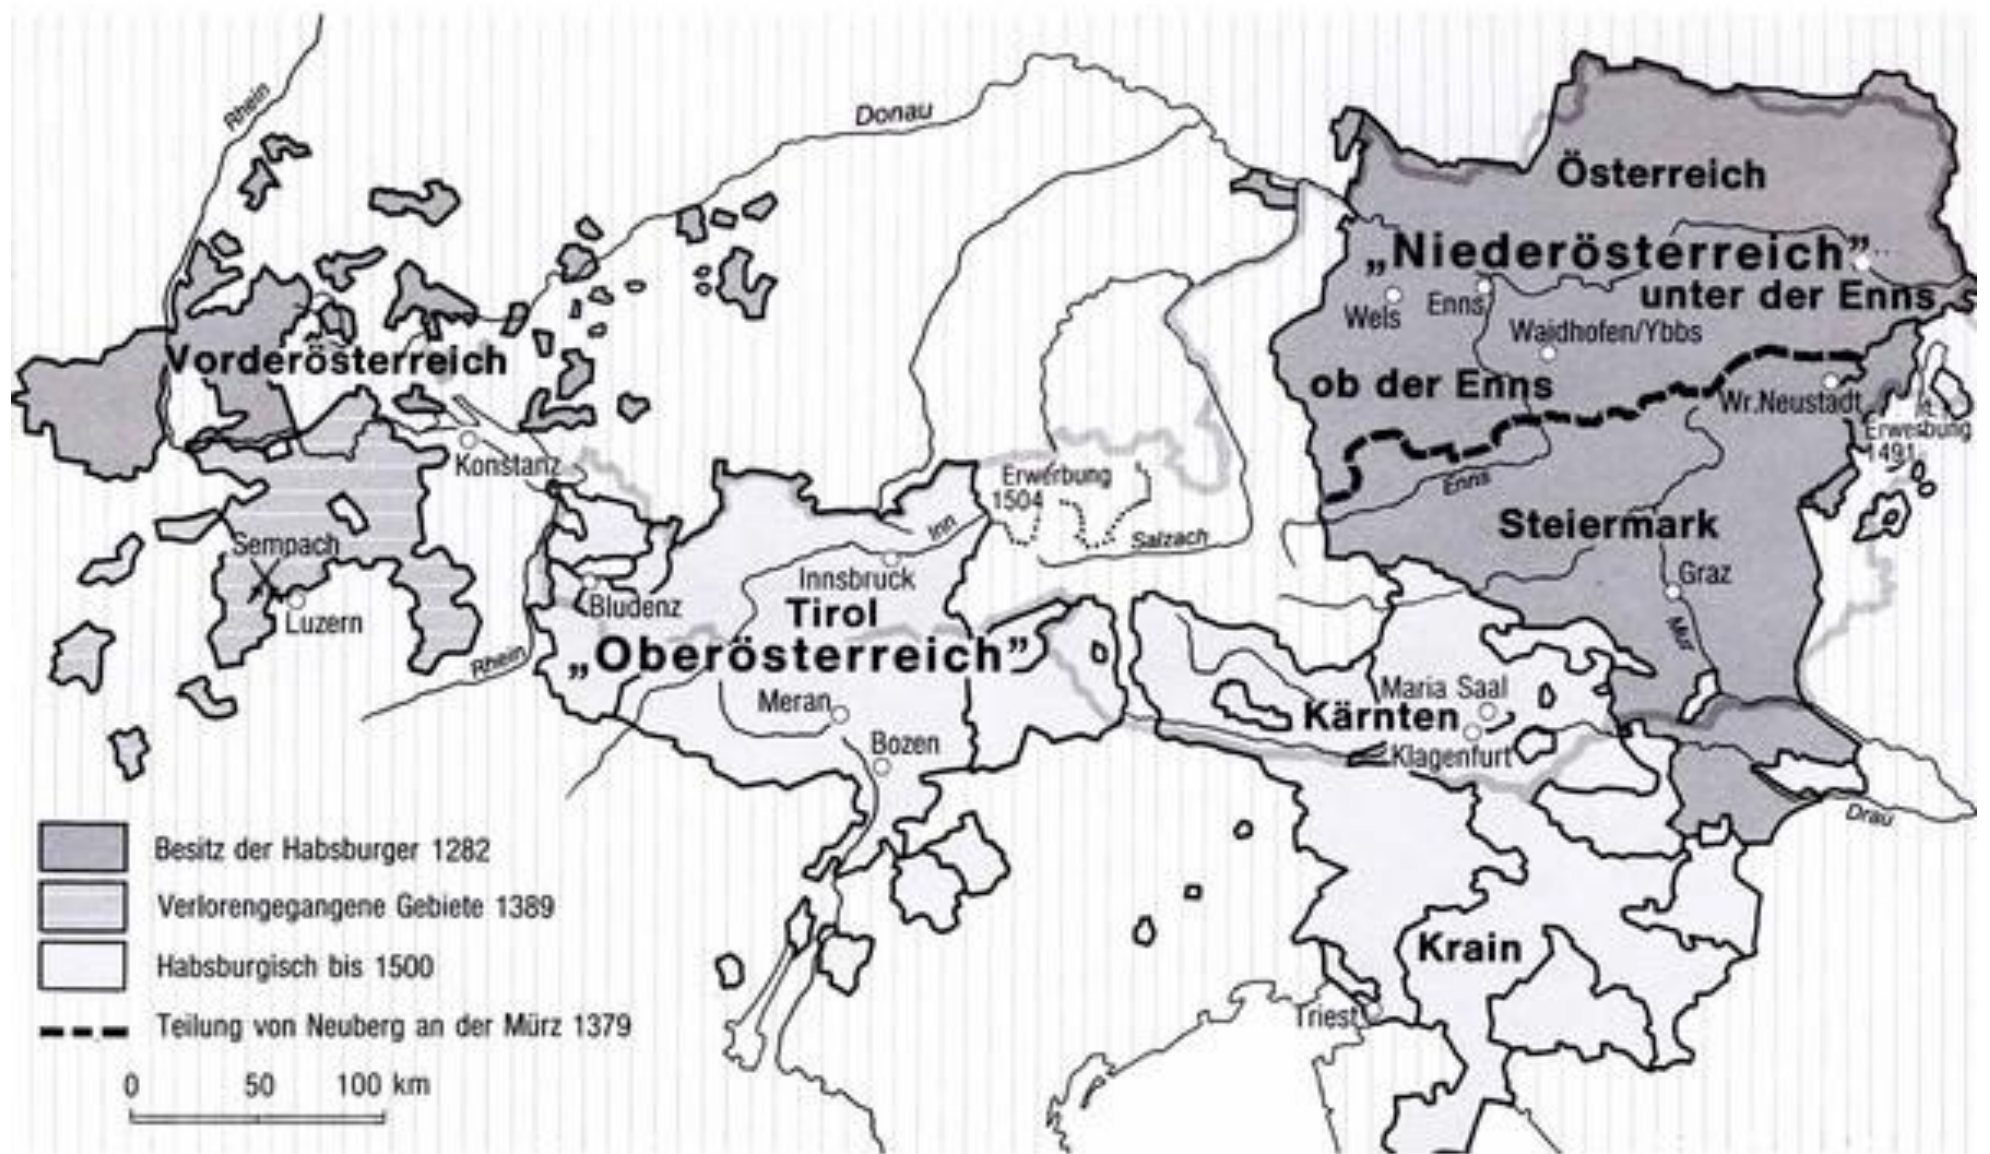 Rhein
Donau
Österreich
„Niederösterreich”
unter der Enns
Wels
Enns
Waidhofen/Ybbs
Vorderösterreich
ob der Enns
Wr.Neustadt
Erwerbung
1491
Konstanz
Erwerbung
1504
Enns
Inn
Salzach
Steiermark
Sempach
Innsbruck
Graz
Bludenz
Tirol
Luzern
Mur
Rhein
„Oberösterreich”
Meran
Maria Saal
Kärnten
Bozen
Klagenfurt
Drau
Krain
Triest
Besitz der Habsburger 1282
Verlorengegangene Gebiete 1389
Habsburgisch bis 1500
Teilung von Neuberg an der Mürz 1379
0 50 100 km